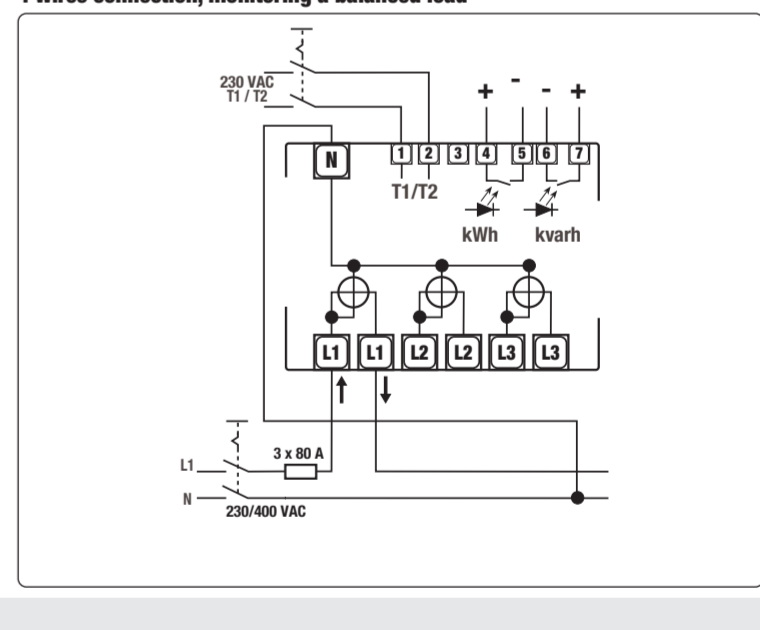 230 VAC
T1 / T2
+ - - +
N 1 2 3 4 5 6 7
T1/T2
kWh kvarh
L1 L1 L2 L2 L3 L3
3 x 80 A
L1
N
230/400 VAC